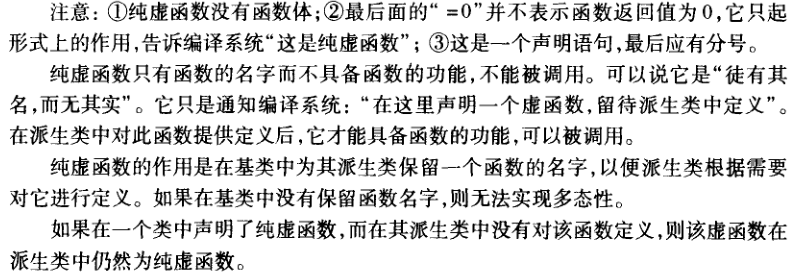 注意: ①纯虚函数没有函数体;②最后面的“ =0”并不表示函数返回值为0,它只起
形式上的作用,告诉编译系统“这是纯虚函数”; ③这是一个声明语句,最后应有分号。
纯虚函数只有函数的名字而不具备函数的功能,不能被调用。可以说它是“徒有其
名,而无其实”。它只是通知编译系统: “在这里声明一个虚函数,留待派生类中定义”。
在派生类中对此函数提供定义后,它才能具备函数的功能,可以被调用。
纯虚函数的作用是在基类中为其派生类保留一个函数的名字,以便派生类根据需要
对它进行定义。如果在基类中没有保留函数名字,则无法实现多态性。
如果在一个类中声明了纯虚函数,而在其派生类中没有对该函数定义,则该虚函数在
派生类中仍然为纯虚函数。